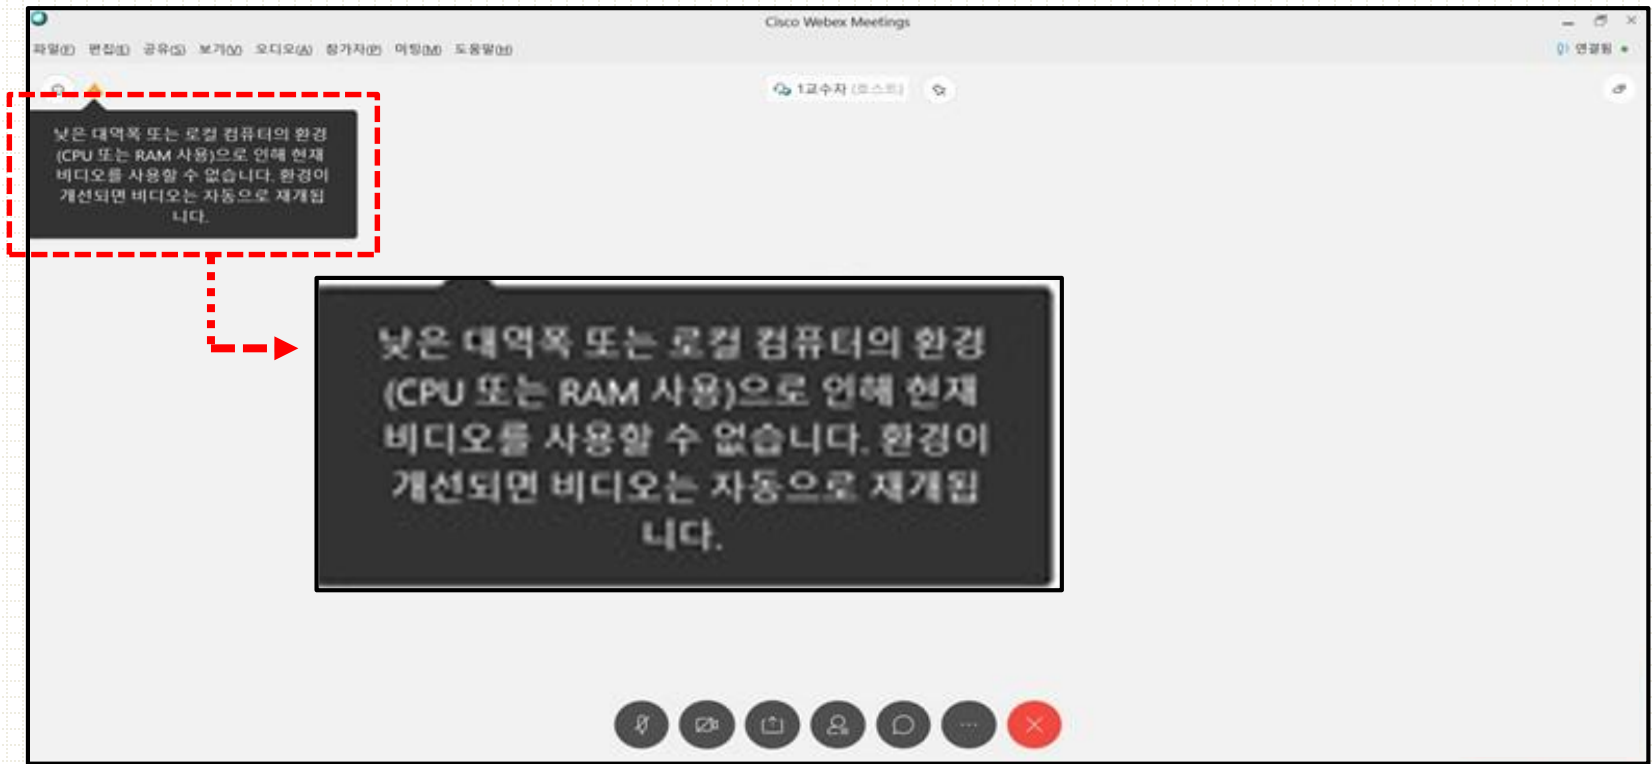 Cisco Webex Meetings
파일(F) 편집(E) 공유(S) 보기(V) 오디오(A) 참가자(P) 미팅(M) 도움말(H)
연결됨
1교수자 (호스트)
낮은 대역폭 또는 로컬 컴퓨터의 환경
(CPU 또는 RAM 사용)으로 인해 현재
비디오를 사용할 수 없습니다. 환경이
개선되면 비디오는 자동으로 재개됩
니다.
낮은 대역폭 또는 로컬 컴퓨터의 환경
(CPU 또는 RAM 사용)으로 인해 현재
비디오를 사용할 수 없습니다. 환경이
개선되면 비디오는 자동으로 재개됩
니다.